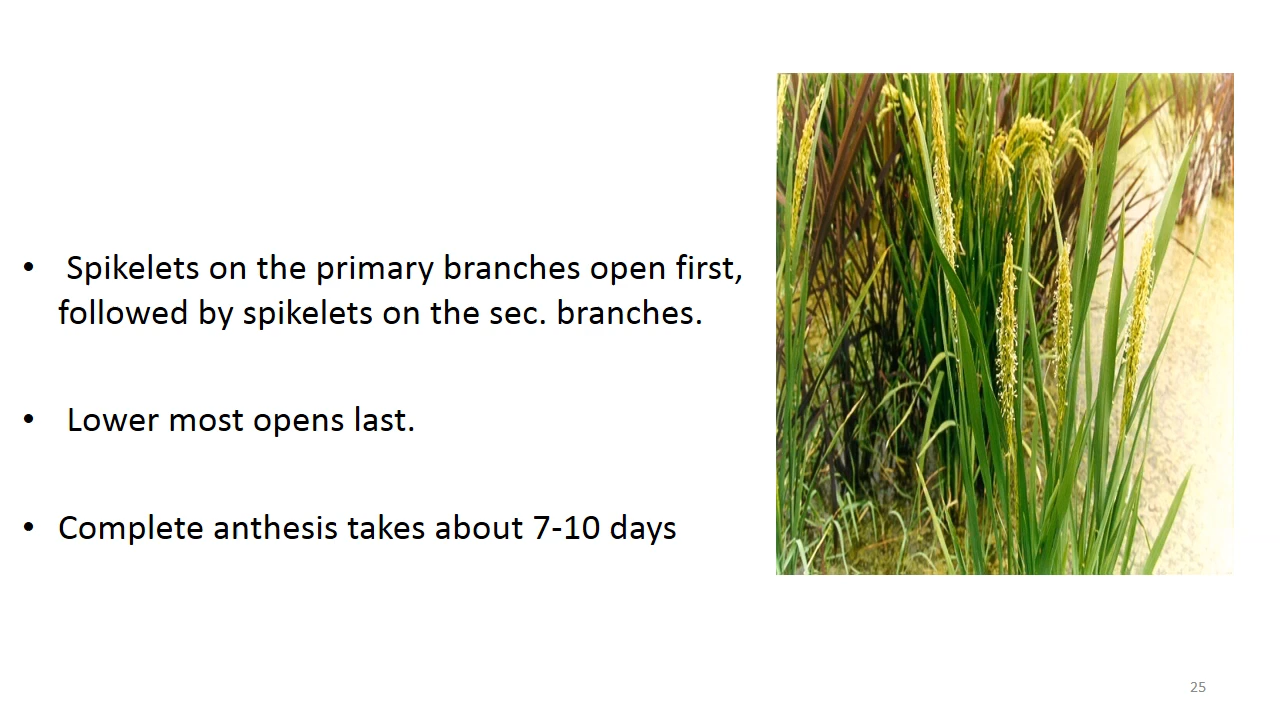 • Spikelets on the primary branches open first,
followed by spikelets on the sec. branches.
• Lower most opens last.
• Complete anthesis takes about 7-10 days
25